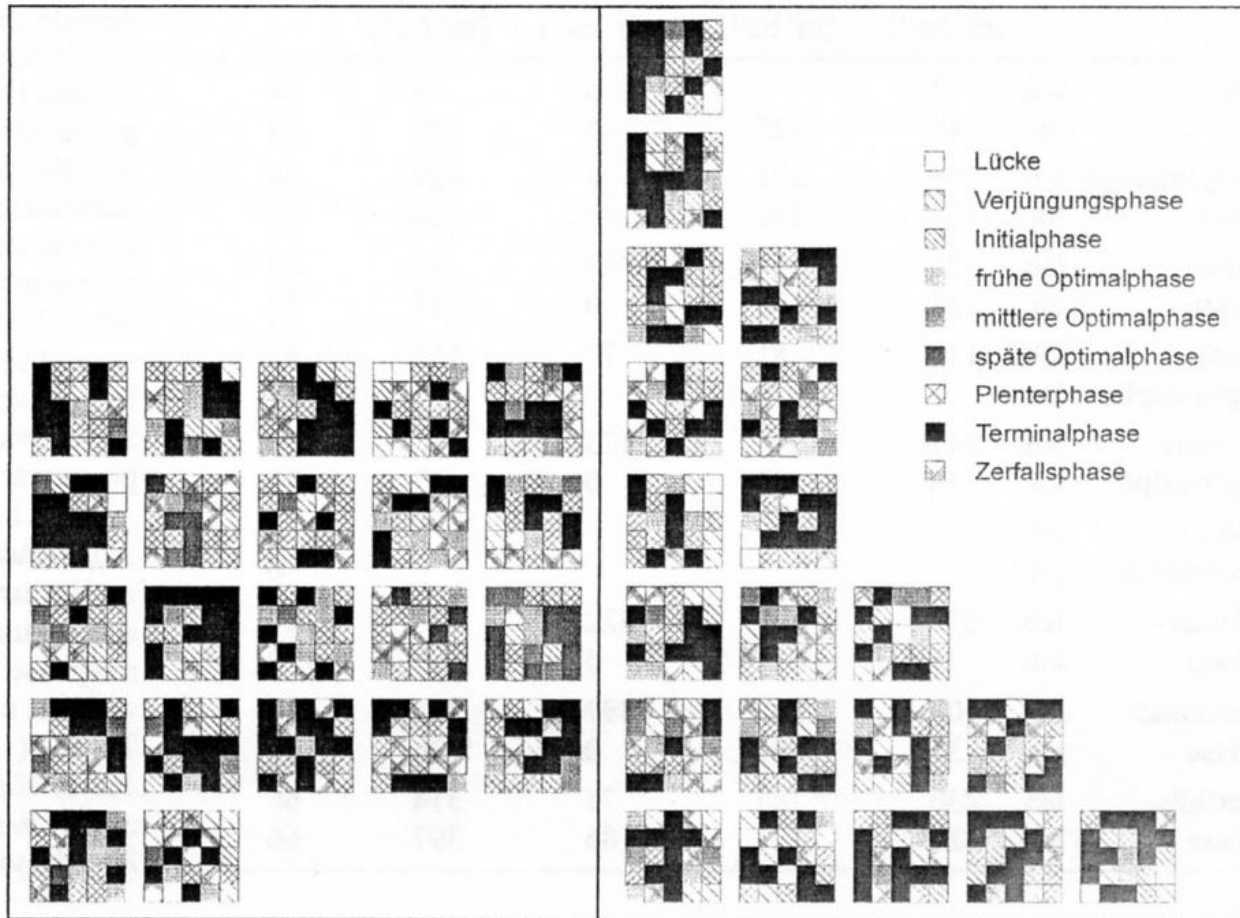 Lücke
Verjüngungsphase
Initialphase
frühe Optimalphase
mittlere Optimalphase
späte Optimalphase
Plenterphase
Terminalphase
Zerfallsphase